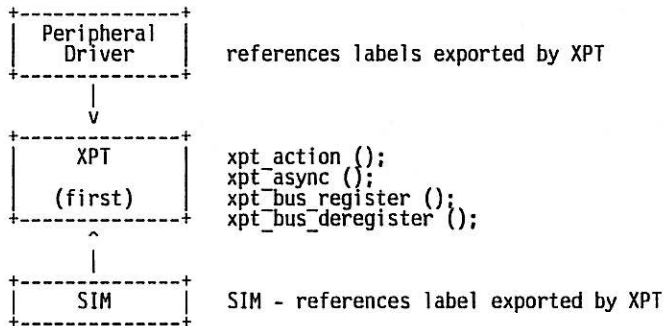 Peripheral
Driver references labels exported by XPT
v
XPT xpt_action ();
xpt_async ();
(first) xpt_bus_register ();
xpt_bus_deregister ();
^
SIM SIM - references label exported by XPT